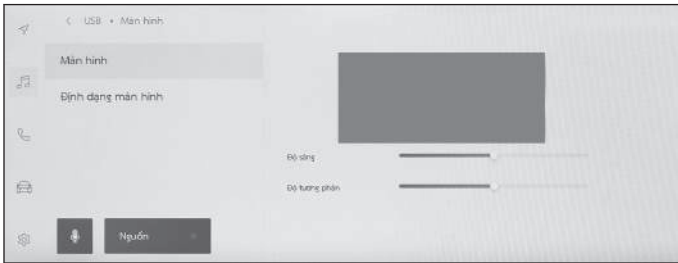 USB • Màn hình
Màn hình
Định dạng màn hình
Độ sáng
Độ tương phản
Nguồn